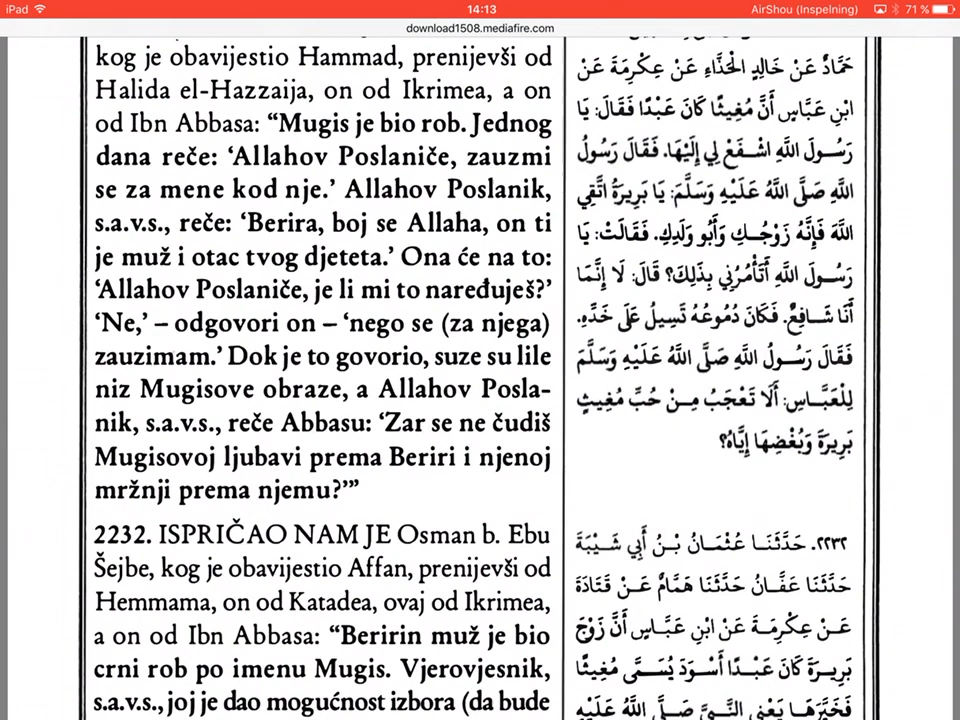 iPad
14:13
AirShou (Inspelning)
71 %
download1508.mediafire.com
kog je obavijestio Hammad, prenijevši od
Halida el-Hazzaija, on od Ikrimea, a on
od Ibn Abbasa: “Mugis je bio rob. Jednog
dana reče: ‘Allahov Poslaniče, zauzmi
se za mene kod nje.’ Allahov Poslanik,
s.a.v.s., reče: ‘Berira, boj se Allaha, on ti
je muž i otac tvog djeteta.’ Ona će na to:
‘Allahov Poslaniče, je li mi to naređuješ?’
‘Ne,’ – odgovori on – ‘nego se (za njega)
zauzimam.’ Dok je to govorio, suze su lile
niz Mugisove obraze, a Allahov Posla-
nik, s.a.v.s., reče Abbasu: ‘Zar se ne čudiš
Mugisovoj ljubavi prema Beriri i njenoj
mržnji prema njemu?’”
2232. ISPRIČAO NAM JE Osman b. Ebu
Šejbe, kog je obavijestio Affan, prenijevši od
Hemmama, on od Katadea, ovaj od Ikrimea,
a on od Ibn Abbasa: “Beririn muž je bio
crni rob po imenu Mugis. Vjerovjesnik,
s.a.v.s., joj je dao mogućnost izbora (da bude
حَمَّادٌ عَنْ خَالِدٍ الْحَذَّاءِ عَنْ عِكْرِمَةَ عَنْ
ابْنِ عَبَّاسٍ أَنَّ مُغِيثًا كَانَ عَبْدًا فَقَالَ: يَا
رَسُولَ اللَّهِ اشْفَعْ لِي إِلَيْهَا. فَقَالَ رَسُولُ
اللَّهِ صَلَّى اللَّهُ عَلَيْهِ وَسَلَّمَ: يَا بَرِيرَةُ اتَّقِي
اللَّهَ فَإِنَّهُ زَوْجُكِ وَأَبُو وَلَدِكِ. فَقَالَتْ: يَا
رَسُولَ اللَّهِ أَتَأْمُرُنِي بِذَلِكَ؟ قَالَ: لَا إِنَّمَا
أَنَا شَافِعٌ. فَكَانَ دُمُوعُهُ تَسِيلُ عَلَى خَدِّهِ.
فَقَالَ رَسُولُ اللَّهِ صَلَّى اللَّهُ عَلَيْهِ وَسَلَّمَ
لِلْعَبَّاسِ: أَلَا تَعْجَبُ مِنْ حُبِّ مُغِيثٍ
بَرِيرَةَ وَبُغْضِهَا إِيَّاهُ؟
٢٢٣٢. حَدَّثَنَا عُثْمَانُ بْنُ أَبِي شَيْبَةَ
حَدَّثَنَا عَفَّانُ حَدَّثَنَا هَمَّامٌ عَنْ قَتَادَةَ
عَنْ عِكْرِمَةَ عَنْ ابْنِ عَبَّاسٍ أَنَّ زَوْجَ
بَرِيرَةَ كَانَ عَبْدًا أَسْوَدَ يُسَمَّى مُغِيثًا
فَخَيَّرَهَا يَعْنِي النَّبِيَّ صَلَّى اللَّهُ عَلَيْهِ